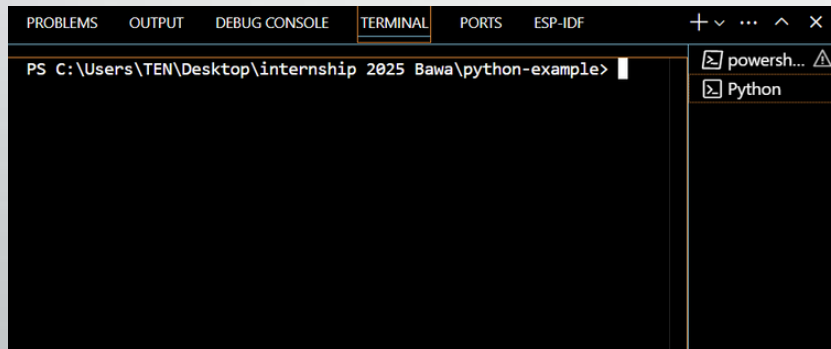 PROBLEMS OUTPUT DEBUG CONSOLE TERMINAL PORTS ESP-IDF
powersh...
PS C:\Users\TEN\Desktop\internship 2025 Bawa\python-example>
Python